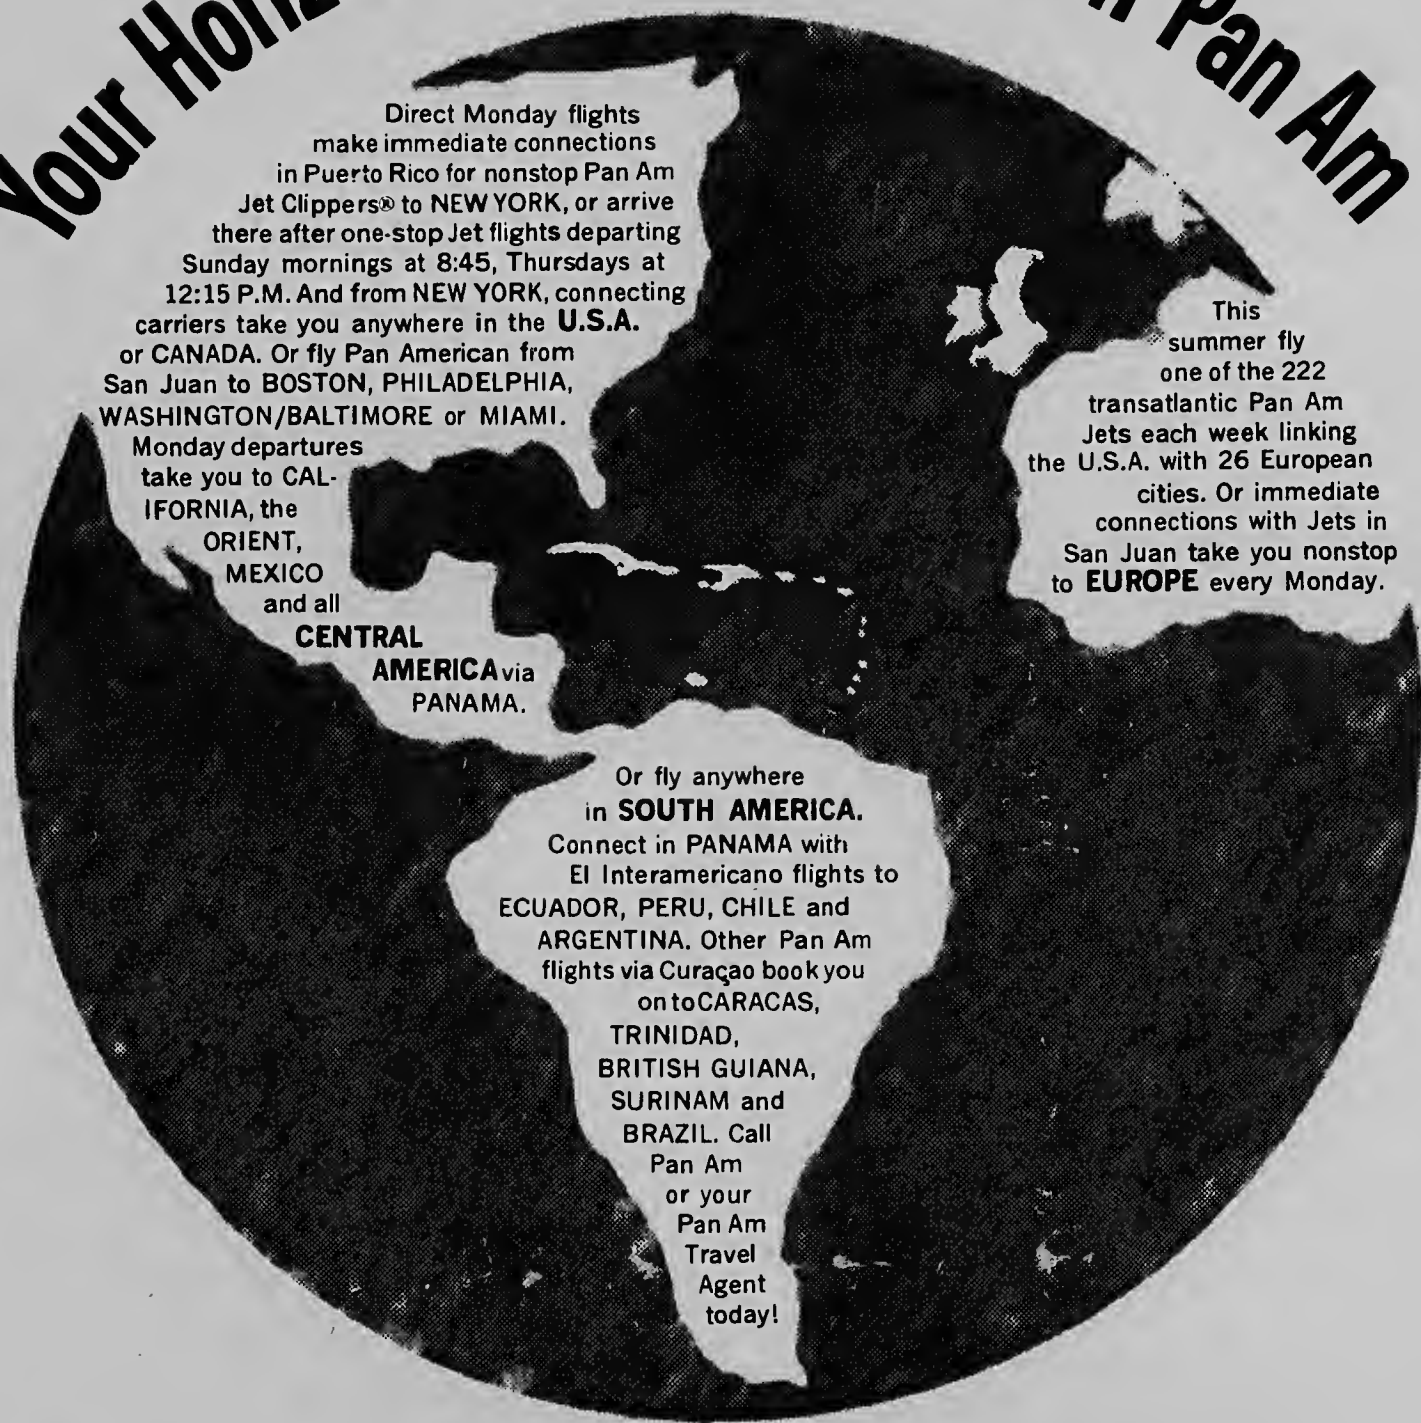 Your Pan Am
Direct Monday flights
make immediate connections
in Puerto Rico for nonstop Pan Am
Jet Clippers® to NEW YORK, or arrive
there after one-stop Jet flights departing
Sunday mornings at 8:45, Thursdays at
12:15 P.M. And from NEW YORK, connecting
carriers take you anywhere in the U.S.A.
or CANADA. Or fly Pan American from
San Juan to BOSTON, PHILADELPHIA,
WASHINGTON/BALTIMORE or MIAMI.
Monday departures
take you to CAL-
IFORNIA, the
ORIENT,
MEXICO
and all
CENTRAL
AMERICA via
PANAMA.
This
summer fly
one of the 222
transatlantic Pan Am
Jets each week linking
the U.S.A. with 26 European
cities. Or immediate
connections with Jets in
San Juan take you nonstop
to EUROPE every Monday.
Or fly anywhere
in SOUTH AMERICA.
Connect in PANAMA with
El Interamericano flights to
ECUADOR, PERU, CHILE and
ARGENTINA. Other Pan Am
flights via Curaçao book you
on to CARACAS,
TRINIDAD,
BRITISH GUIANA,
SURINAM and
BRAZIL. Call
Pan Am
or your
Pan Am
Travel
Agent
today!